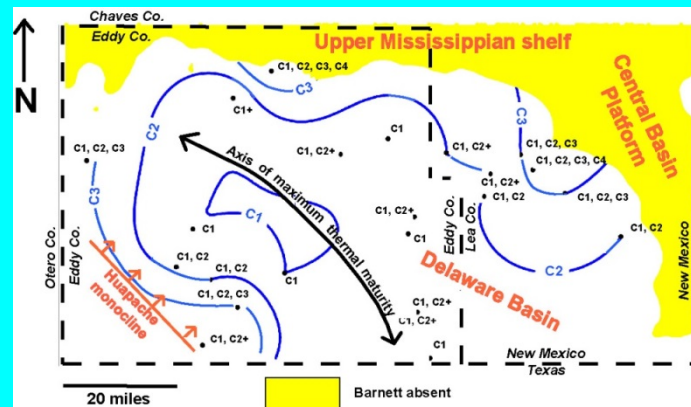 Chaves Co.
Eddy Co.
Upper Mississippian shelf
Central Basin
Platform
N
C1, C2, C3, C4
C3
C1+
C2
C1
C1, C2+
C3
C1, C2, C3
C1, C2, C3, C4
C1, C2+
C1, C2, C3
C1, C2
C1, C2, C3
C3
Axis of maximum thermal maturity
C1
C1
C1, C2+
C1
Eddy Co.
Lea Co.
C1, C2
C2
New Mexico
Texas
Otero Co.
Eddy Co.
Huapache
monocline
C1, C2
C1, C2
C1, C2, C3
C1
C1, C2+
Delaware Basin
C1, C2+
C1, C2+
C1
New Mexico
Texas
20 miles
Barnett absent